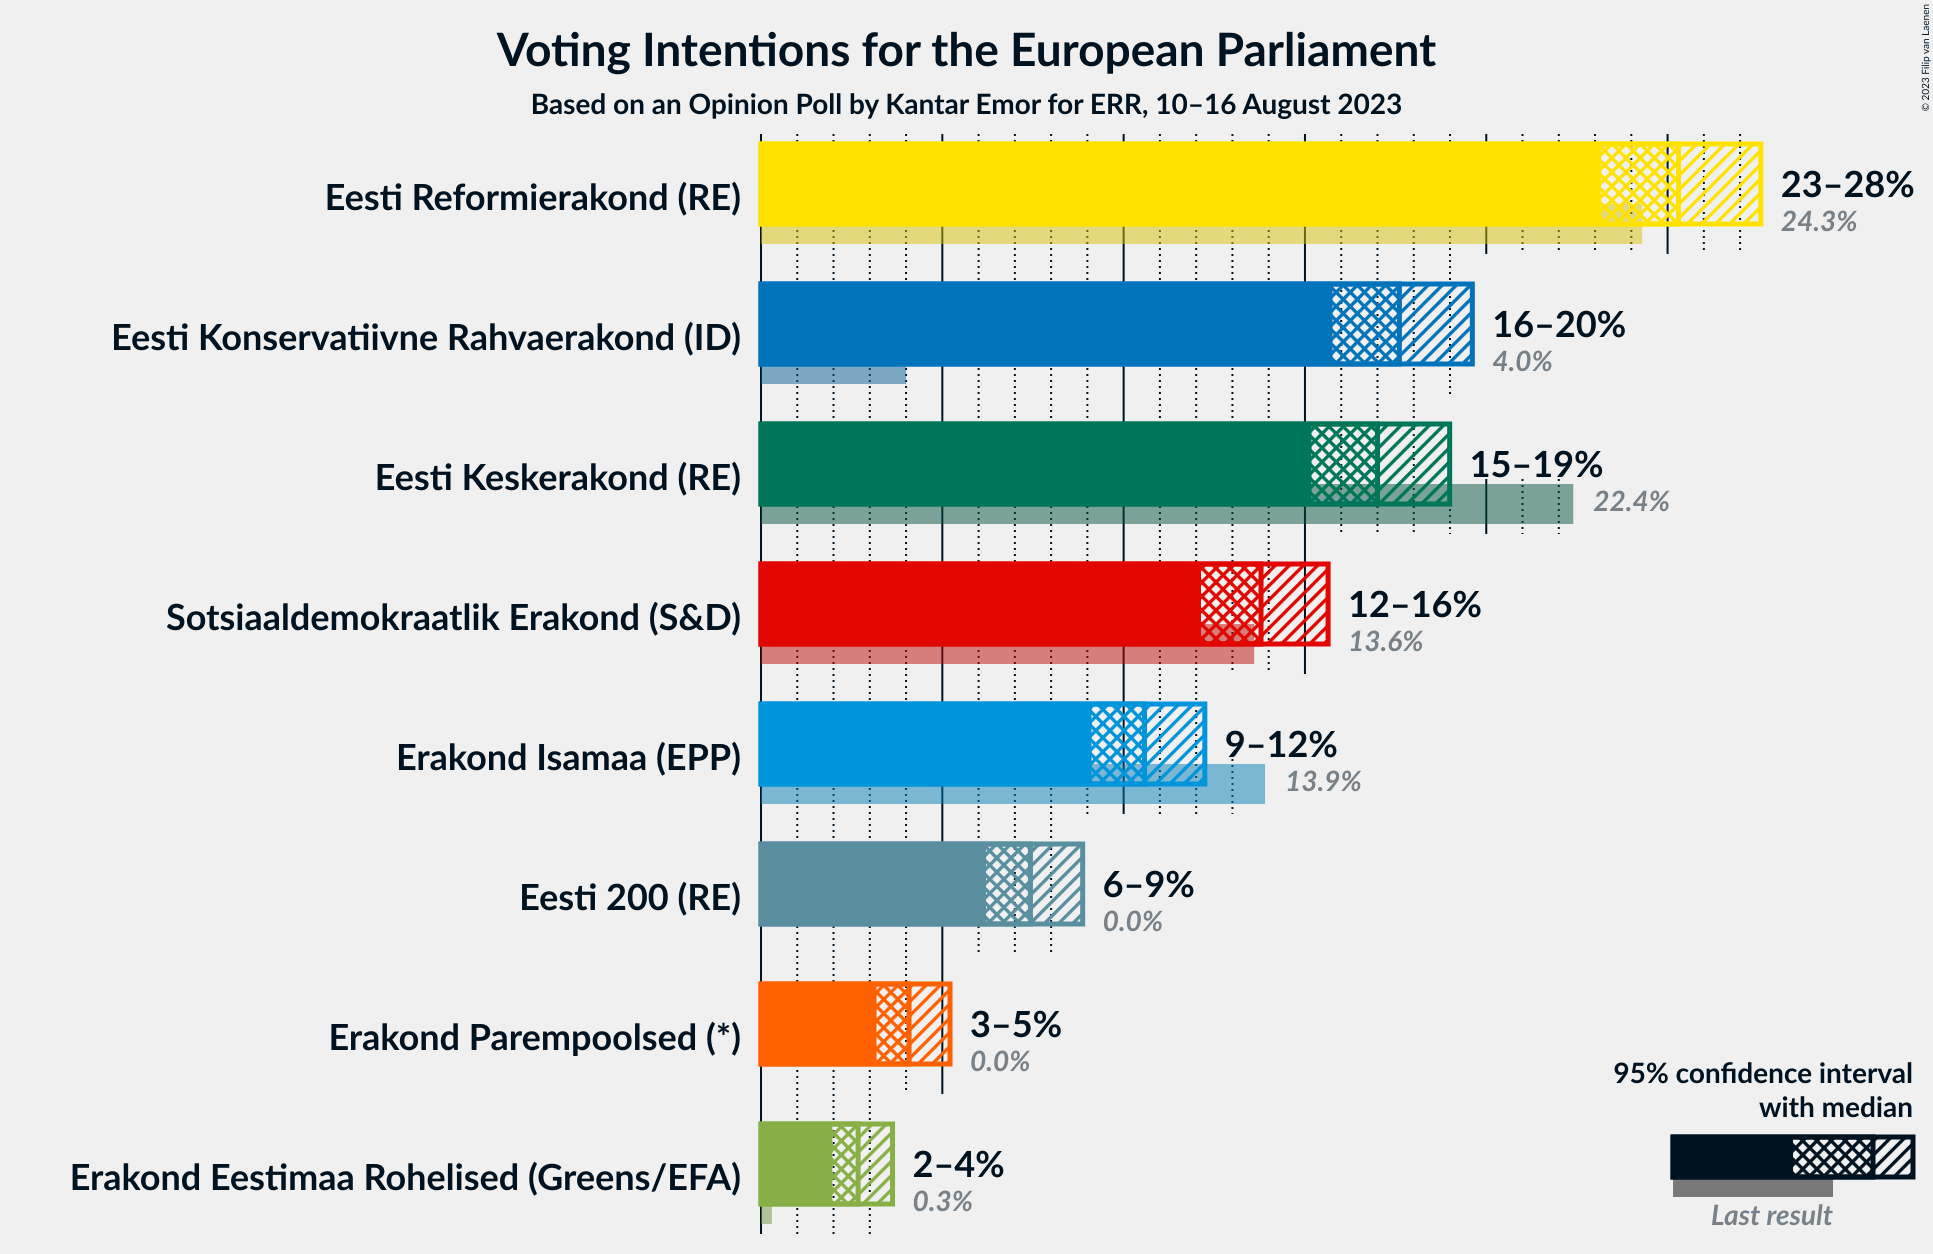 Voting Intentions for the European Parliament
Based on an Opinion Poll by Kantar Emor for ERR, 10–16 August 2023
© 2023 Filip van Laenen
Eesti Reformierakond (RE)
23–28%
24.3%
Eesti Konservatiivne Rahvaerakond (ID)
16–20%
4.0%
Eesti Keskerakond (RE)
15–19%
22.4%
Sotsiaaldemokraatlik Erakond (S&D)
12–16%
13.6%
Erakond Isamaa (EPP)
9–12%
13.9%
Eesti 200 (RE)
6–9%
0.0%
Erakond Parempoolsed (*)
3–5%
0.0%
Erakond Eestimaa Rohelised (Greens/EFA)
2–4%
0.3%
95% confidence interval
with median
Last result